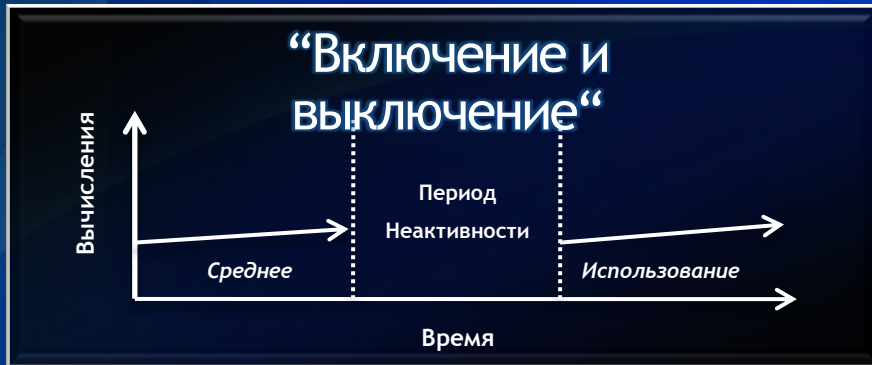 “Включение и
выключение“
Вычисления
Период
Неактивности
Среднее
Использование
Время